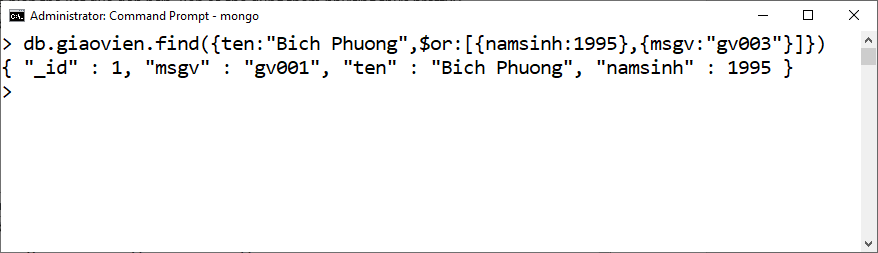 Administrator: Command Prompt - mongo
> db.giaovien.find({ten:"Bich Phuong",$or:[{namsinh:1995},{msgv:"gv003"}]})
{ "_id" : 1, "msgv" : "gv001", "ten" : "Bich Phuong", "namsinh" : 1995 }
>